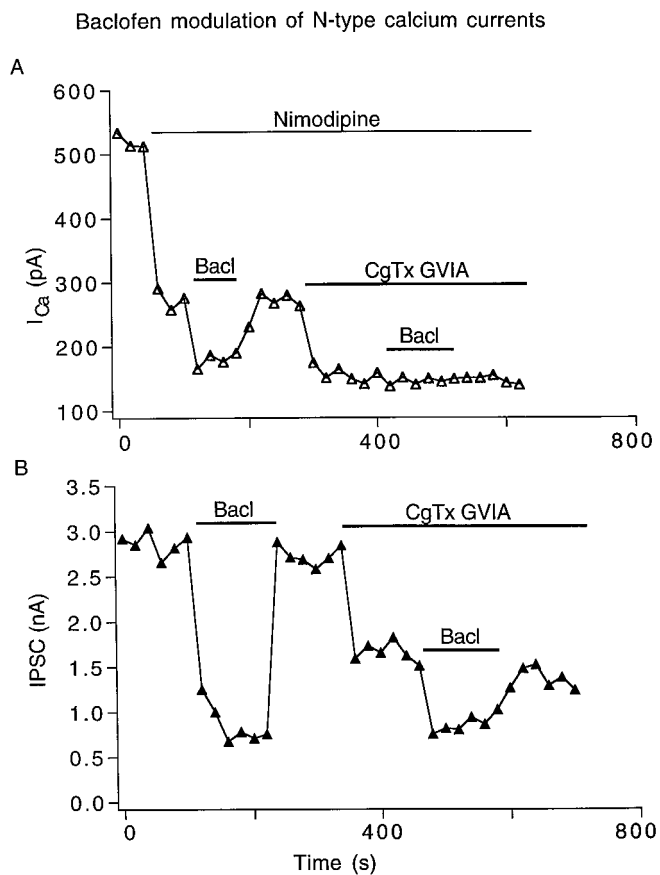 Baclofen modulation of N-type calcium currents
A
600
500
400
300
200
100
I Ca (pA)
Nimodipine
Bacl
CgTx GVIA
Bacl
0
400
800
B
3.5
3.0
2.5
2.0
1.5
1.0
0.5
0.0
IPSC (nA)
Bacl
CgTx GVIA
Bacl
0
400
800
Time (s)